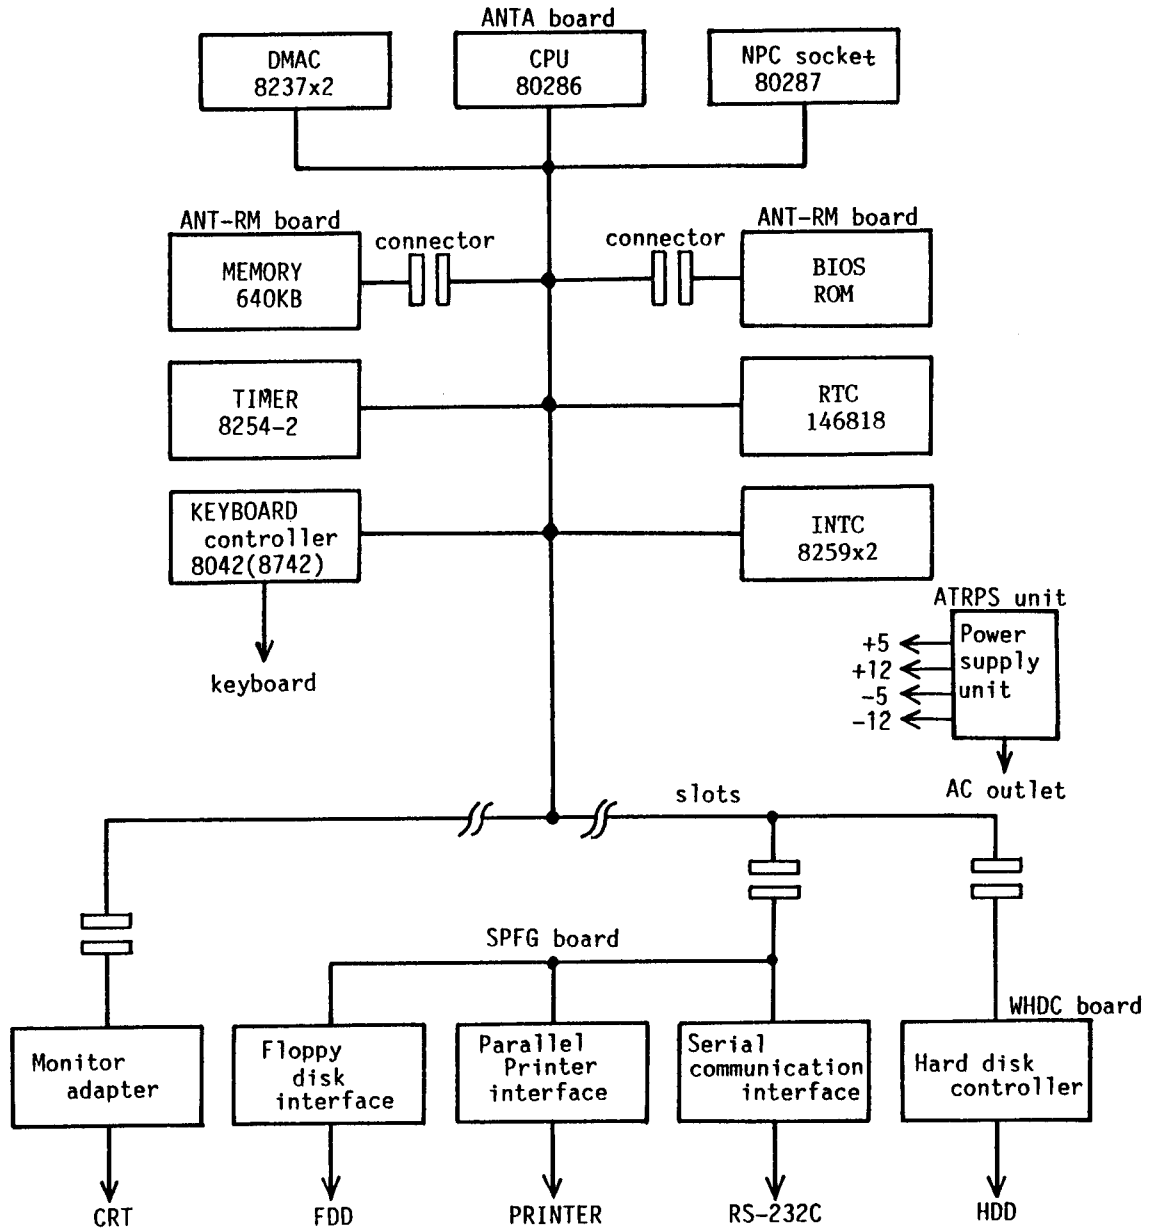 ANTA board
DMAC
8237x2
CPU
80286
NPC socket
80287
ANT-RM board
connector
MEMORY
640KB
ANT-RM board
connector
BIOS
ROM
TIMER
8254-2
RTC
146818
KEYBOARD
controller
8042(8742)
INTC
8259x2
keyboard
ATRPS unit
Power
supply
unit
+5
+12
-5
-12
AC outlet
slots
SPFG board
WHDC board
Monitor
adapter
Floppy
disk
interface
Parallel
Printer
interface
Serial
communication
interface
Hard disk
controller
CRT
FDD
PRINTER
RS-232C
HDD